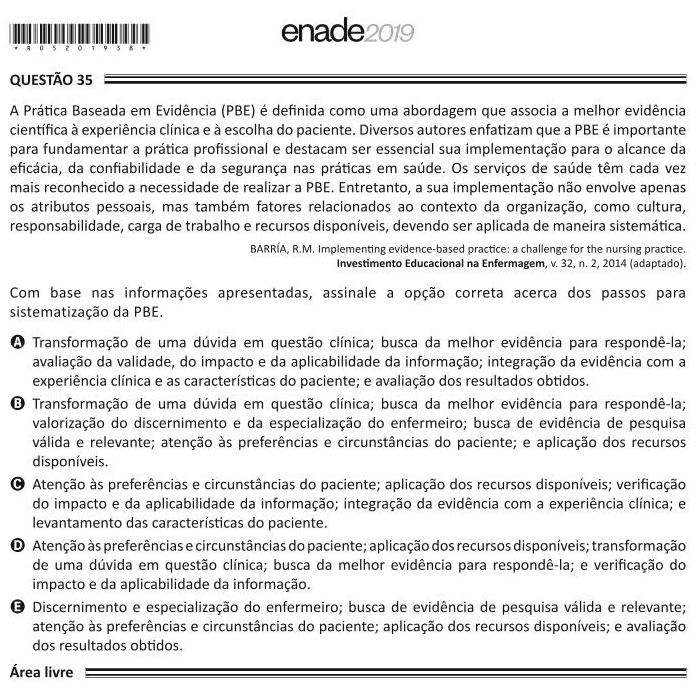 enade2019
*R0520193８*
QUESTÃO 35
A Prática Baseada em Evidência (PBE) é definida como uma abordagem que associa a melhor evidência
científica à experiência clínica e à escolha do paciente. Diversos autores enfatizam que a PBE é importante
para fundamentar a prática profissional e destacam ser essencial sua implementação para o alcance da
eficácia, da confiabilidade e da segurança nas práticas em saúde. Os serviços de saúde têm cada vez
mais reconhecido a necessidade de realizar a PBE. Entretanto, a sua implementação não envolve apenas
os atributos pessoais, mas também fatores relacionados ao contexto da organização, como cultura,
responsabilidade, carga de trabalho e recursos disponíveis, devendo ser aplicada de maneira sistemática.
BARRÍA, R.M. Implementing evidence-based practice: a challenge for the nursing practice.
Investimento Educacional na Enfermagem, v. 32, n. 2, 2014 (adaptado).
Com base nas informações apresentadas, assinale a opção correta acerca dos passos para
sistematização da PBE.
A Transformação de uma dúvida em questão clínica; busca da melhor evidência para respondê-la;
avaliação da validade, do impacto e da aplicabilidade da informação; integração da evidência com a
experiência clínica e as características do paciente; e avaliação dos resultados obtidos.
B Transformação de uma dúvida em questão clínica; busca da melhor evidência para respondê-la;
valorização do discernimento e da especialização do enfermeiro; busca de evidência de pesquisa
válida e relevante; atenção às preferências e circunstâncias do paciente; e aplicação dos recursos
disponíveis.
C Atenção às preferências e circunstâncias do paciente; aplicação dos recursos disponíveis; verificação
do impacto e da aplicabilidade da informação; integração da evidência com a experiência clínica; e
levantamento das características do paciente.
D Atenção às preferências e circunstâncias do paciente; aplicação dos recursos disponíveis; transformação
de uma dúvida em questão clínica; busca da melhor evidência para respondê-la; e verificação do
impacto e da aplicabilidade da informação.
E Discernimento e especialização do enfermeiro; busca de evidência de pesquisa válida e relevante;
atenção às preferências e circunstâncias do paciente; aplicação dos recursos disponíveis; e avaliação
dos resultados obtidos.
Área livre